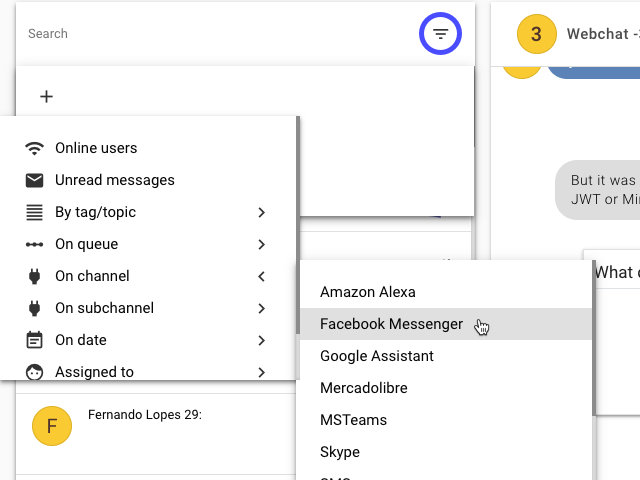 Search
3 Webchat -
But it was
JWT or
Online users
Unread messages
By tag/topic
On queue
On channel
On subchannel
On date
Assigned to
What
Amazon Alexa
Facebook Messenger
Google Assistant
Mercadolibre
MSTeams
Skype
F
Fernando Lopes 29: